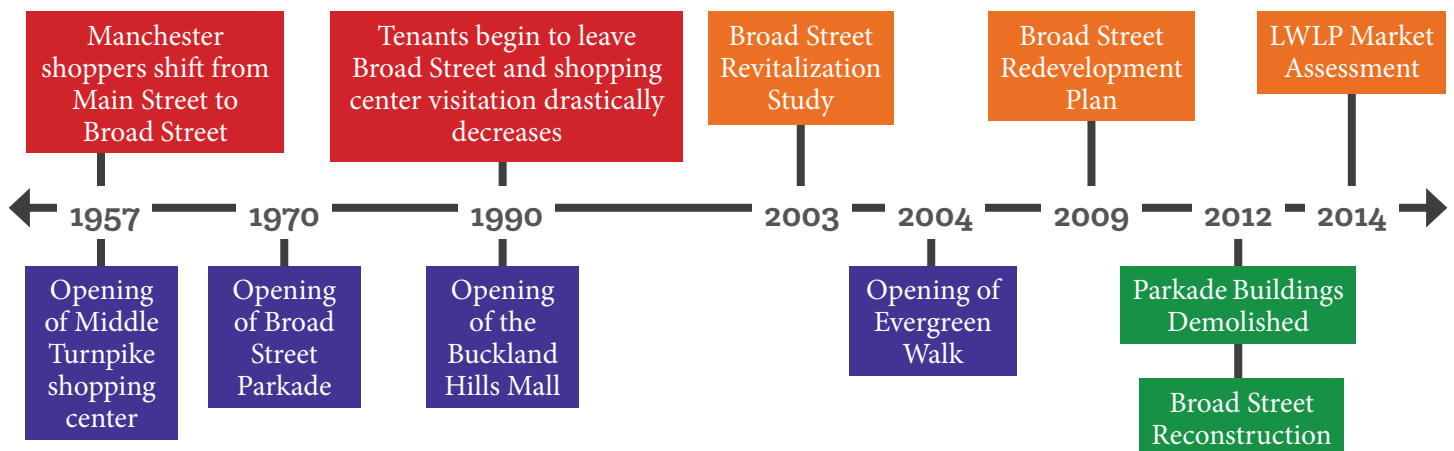 Manchester
shoppers shift from
Main Street to
Broad Street
Tenants begin to leave
Broad Street and shopping
center visitation drastically
decreases
Broad Street
Revitalization
Study
Broad Street
Redevelopment
Plan
LWLP Market
Assessment
1957
1970
1990
2003
2004
2009
2012
2014
Opening
of Middle
Turnpike
shopping
center
Opening
of Broad
Street
Parkade
Opening
of the
Buckland
Hills Mall
Opening of
Evergreen
Walk
Parkade Buildings
Demolished
Broad Street
Reconstruction